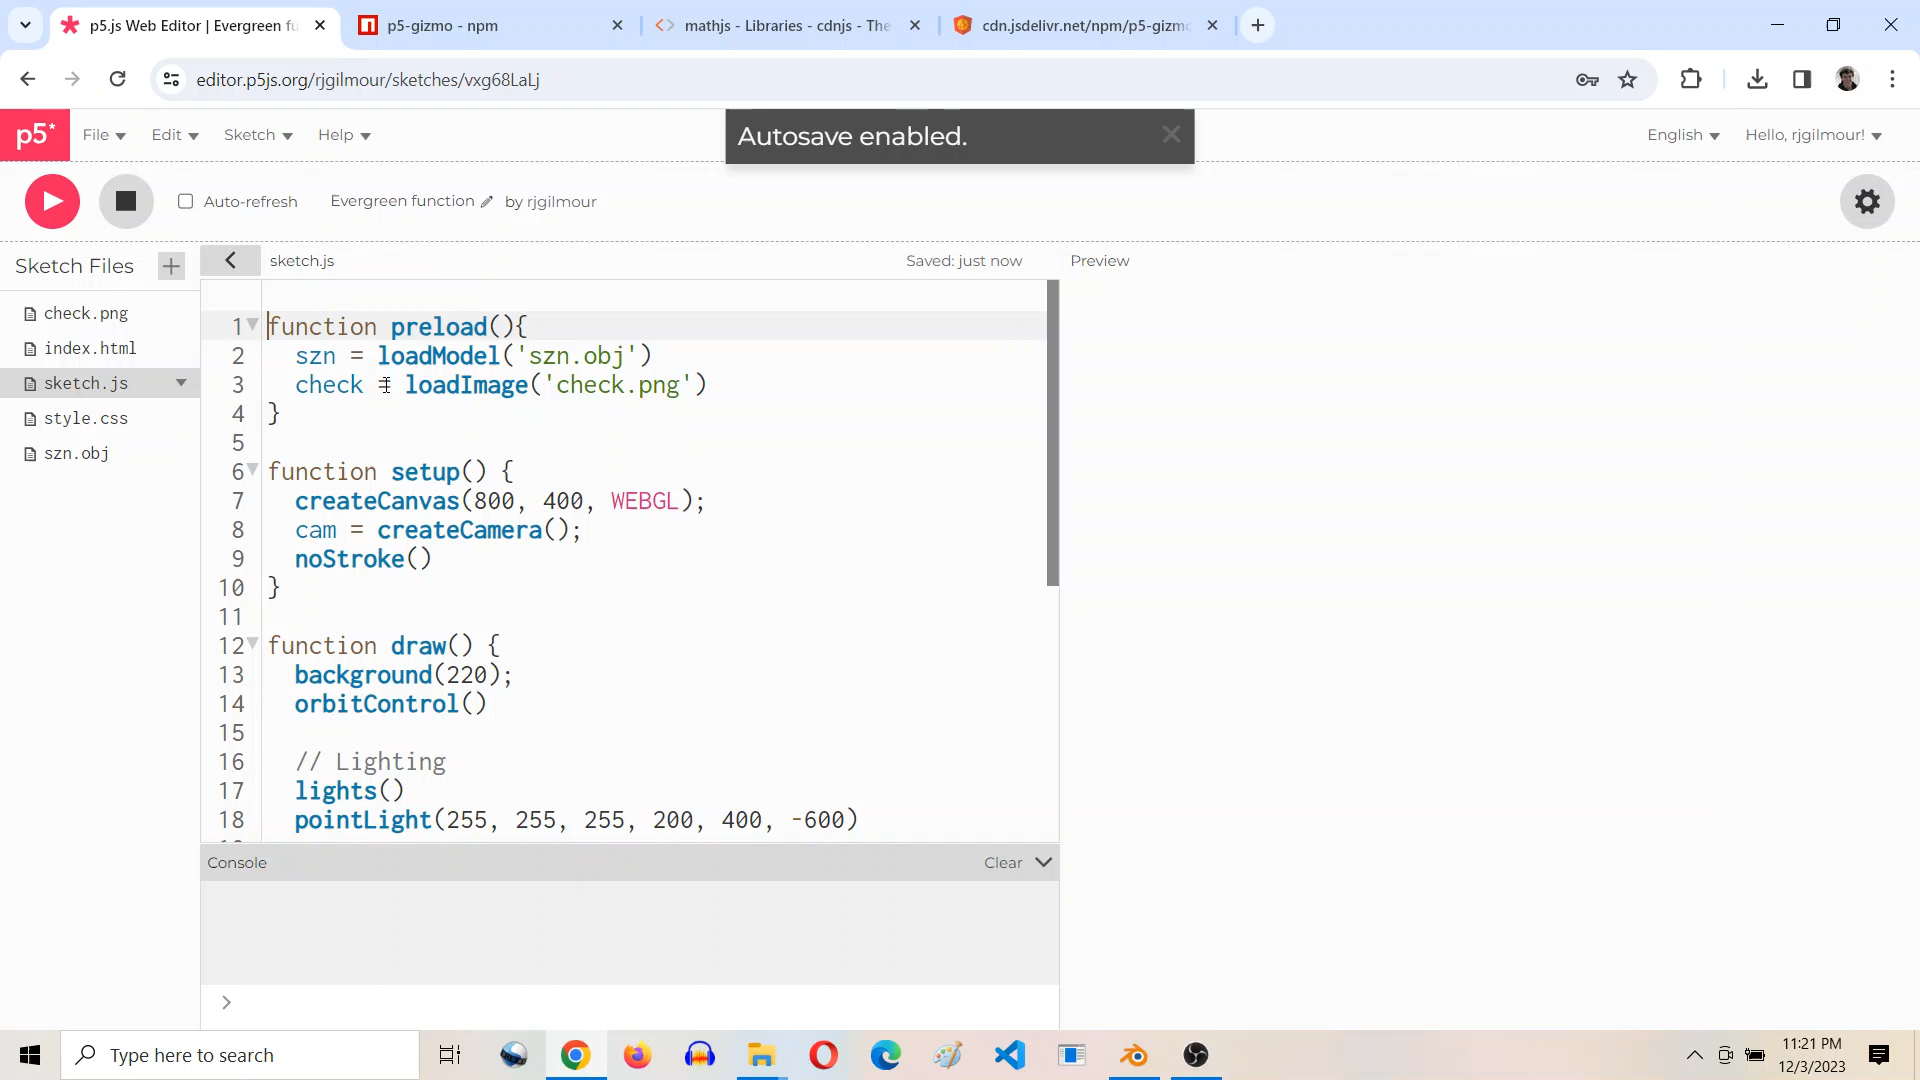 p5.js Web Editor | Evergreen fu
p5-gizmo - npm
mathjs - Libraries - cdnjs - The
cdn.jsdelivr.net/npm/p5-gizmo
editor.p5js.org/rjgilmour/sketches/vxg68LaLj
p5*
File
Edit
Sketch
Help
Autosave enabled.
English
Hello, rjgilmour!
Auto-refresh
Evergreen function
by rjgilmour
Sketch Files
sketch.js
Saved: just now
Preview
check.png
index.html
sketch.js
style.css
szn.obj
1 function preload(){
2 szn = loadModel('szn.obj')
3 check = loadImage('check.png')
4 }
5
6 function setup() {
7 createCanvas(800, 400, WEBGL);
8 cam = createCamera();
9 noStroke()
10 }
11
12 function draw() {
13 background(220);
14 orbitControl()
15
16 // Lighting
17 lights()
18 pointLight(255, 255, 255, 200, 400, -600)
Console
Clear
>
Type here to search
11:21 PM
12/3/2023